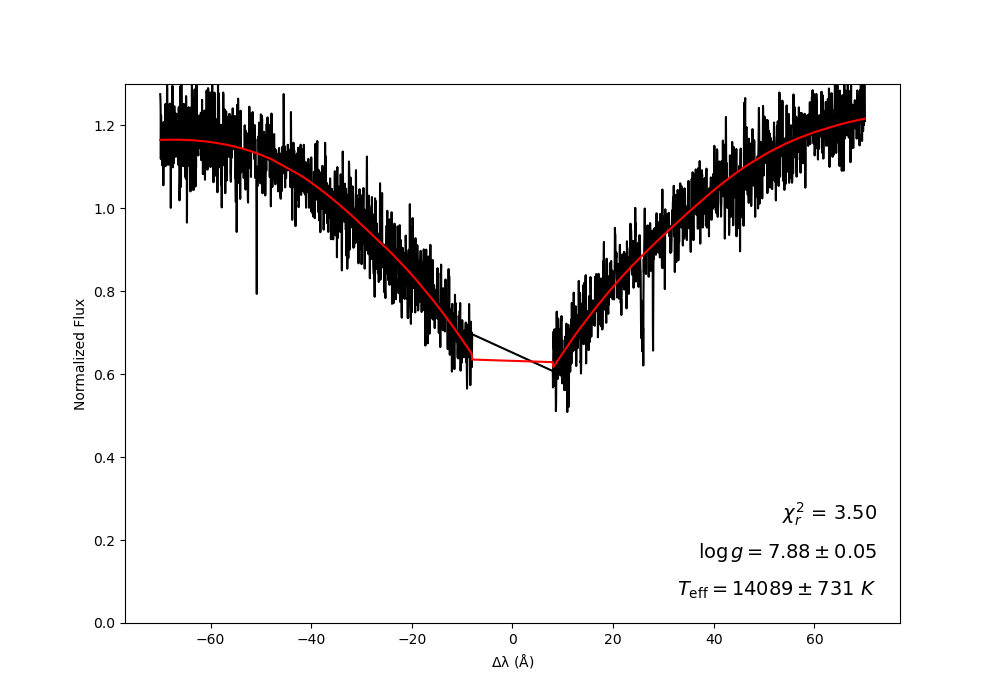 1.2
1.0
0.8
0.6
0.4
0.2
0.0
Normalized Flux
χ²ᵣ = 3.50
log g = 7.88 ± 0.05
T_eff = 14089 ± 731 K
−60 −40 −20 0 20 40 60
Δλ (Å)